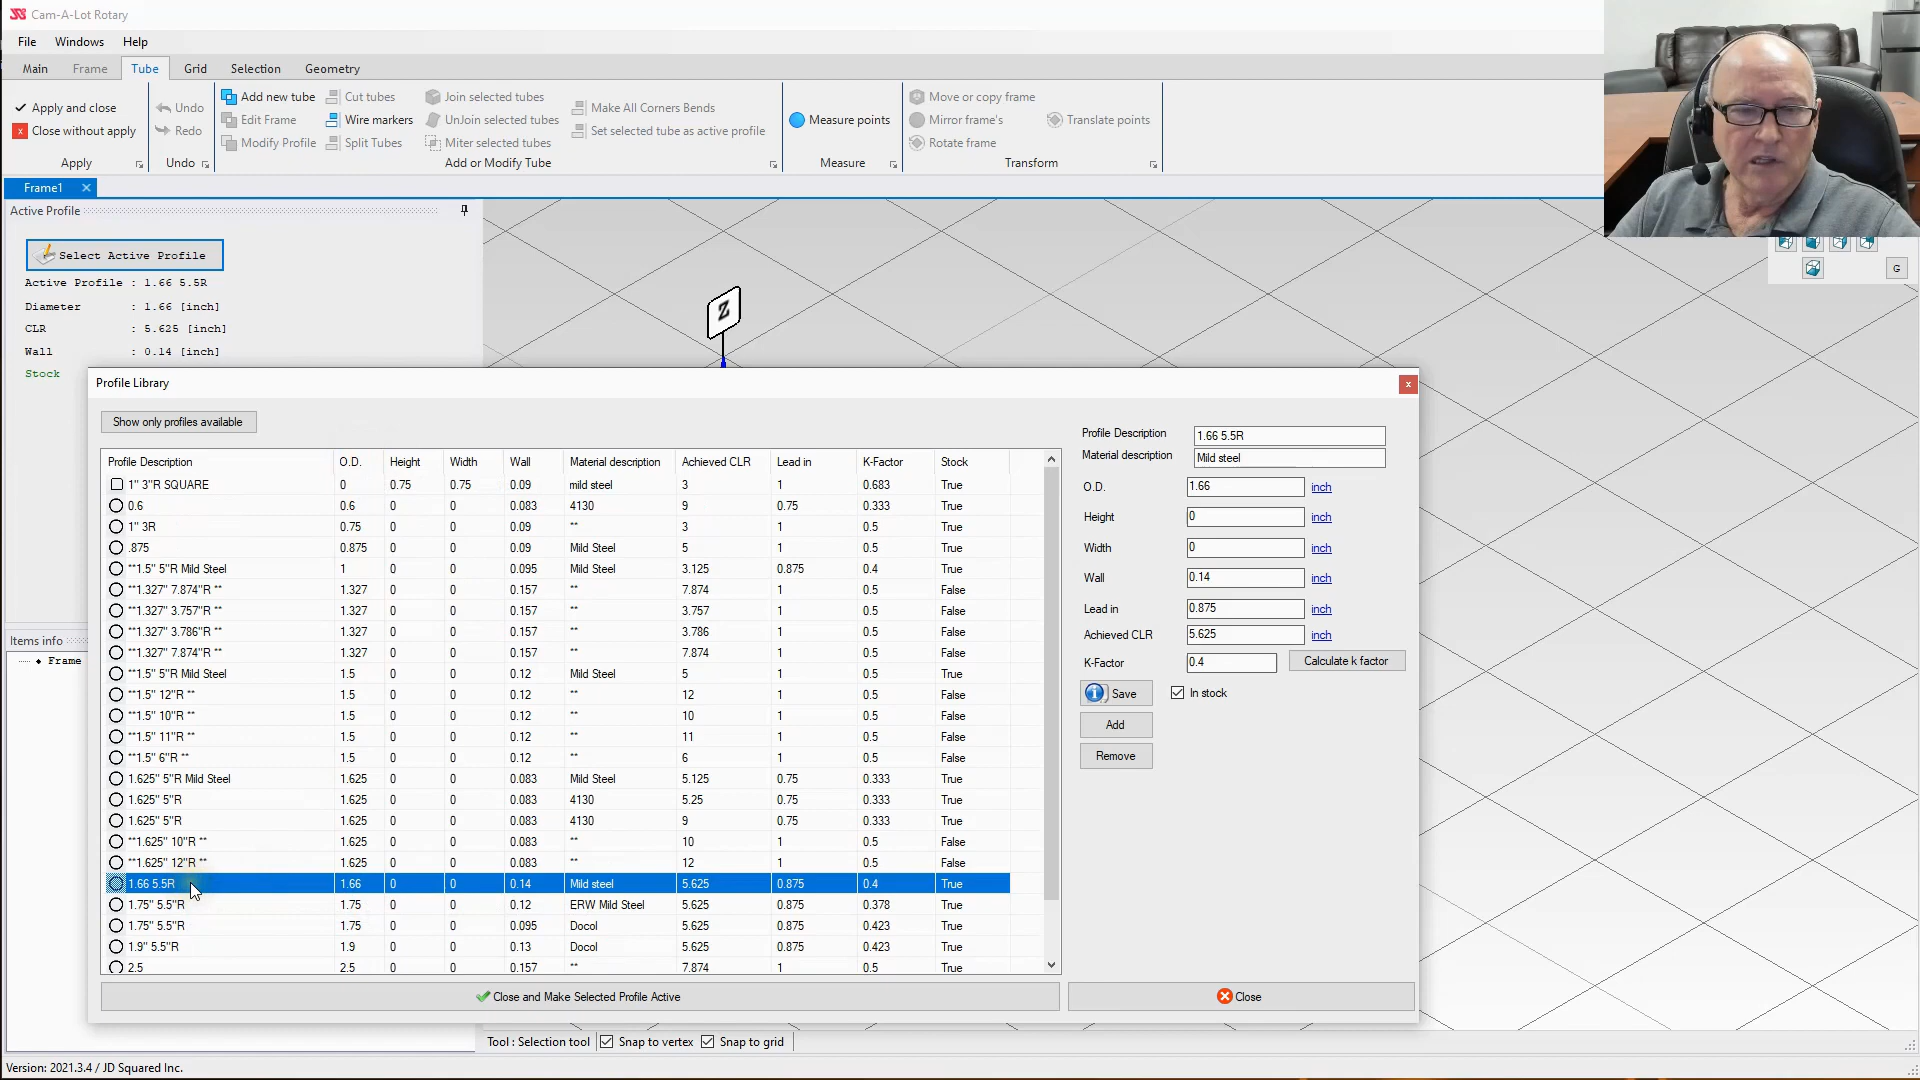 Cam-A-Lot Rotary
File Windows Help
Main Frame Tube Grid Selection Geometry
Apply and close
Close without apply
Apply
Undo
Redo
Undo
Add new tube
Edit Frame
Modify Profile
Cut tubes
Wire markers
Split Tubes
Join selected tubes
UnJoin selected tubes
Miter selected tubes
Make All Corners Bends
Set selected tube as active profile
Add or Modify Tube
Measure points
Measure
Move or copy frame
Mirror frame's
Rotate frame
Translate points
Transform
Frame1
Active Profile
Select Active Profile
Active Profile : 1.66 5.5R
Diameter : 1.66 [inch]
CLR : 5.625 [inch]
Wall : 0.14 [inch]
Stock
Z
G
Items info
Frame
Profile Library
Show only profiles available
Profile Description O.D. Height Width Wall Material description Achieved CLR Lead in K-Factor Stock
1" 3"R SQUARE 0 0.75 0.75 0.09 mild steel 3 1 0.683 True
0.6 0.6 0 0 0.083 4130 9 0.75 0.333 True
1" 3R 0.75 0 0 0.09 ** 3 1 0.5 True
.875 0.875 0 0 0.09 Mild Steel 5 1 0.5 True
**1.5" 5"R Mild Steel 1 0 0 0.095 Mild Steel 3.125 0.875 0.4 True
**1.327" 7.874"R ** 1.327 0 0 0.157 ** 7.874 1 0.5 False
**1.327" 3.757"R ** 1.327 0 0 0.157 ** 3.757 1 0.5 False
**1.327" 3.786"R ** 1.327 0 0 0.157 ** 3.786 1 0.5 False
**1.327" 7.874"R ** 1.327 0 0 0.157 ** 7.874 1 0.5 False
**1.5" 5"R Mild Steel 1.5 0 0 0.12 Mild Steel 5 1 0.5 True
**1.5" 12"R ** 1.5 0 0 0.12 ** 12 1 0.5 False
**1.5" 10"R ** 1.5 0 0 0.12 ** 10 1 0.5 False
**1.5" 11"R ** 1.5 0 0 0.12 ** 11 1 0.5 False
**1.5" 6"R ** 1.5 0 0 0.12 ** 6 1 0.5 False
1.625" 5"R Mild Steel 1.625 0 0 0.083 Mild Steel 5.125 0.75 0.333 True
1.625" 5"R 1.625 0 0 0.083 4130 5.25 0.75 0.333 True
1.625" 5"R 1.625 0 0 0.083 4130 9 0.75 0.333 True
**1.625" 10"R ** 1.625 0 0 0.083 ** 10 1 0.5 False
**1.625" 12"R ** 1.625 0 0 0.083 ** 12 1 0.5 False
1.66 5.5R 1.66 0 0 0.14 Mild steel 5.625 0.875 0.4 True
1.75" 5.5"R 1.75 0 0 0.12 ERW Mild Steel 5.625 0.875 0.378 True
1.75" 5.5"R 1.75 0 0 0.095 Docol 5.625 0.875 0.423 True
1.9" 5.5"R 1.9 0 0 0.13 Docol 5.625 0.875 0.423 True
2.5 2.5 0 0 0.157 ** 7.874 1 0.5 True
Profile Description 1.66 5.5R
Material description Mild steel
O.D. 1.66 inch
Height 0 inch
Width 0 inch
Wall 0.14 inch
Lead in 0.875 inch
Achieved CLR 5.625 inch
K-Factor 0.4 Calculate k factor
Save In stock
Add
Remove
Close and Make Selected Profile Active
Close
Tool : Selection tool Snap to vertex Snap to grid
Version: 2021.3.4 / JD Squared Inc.